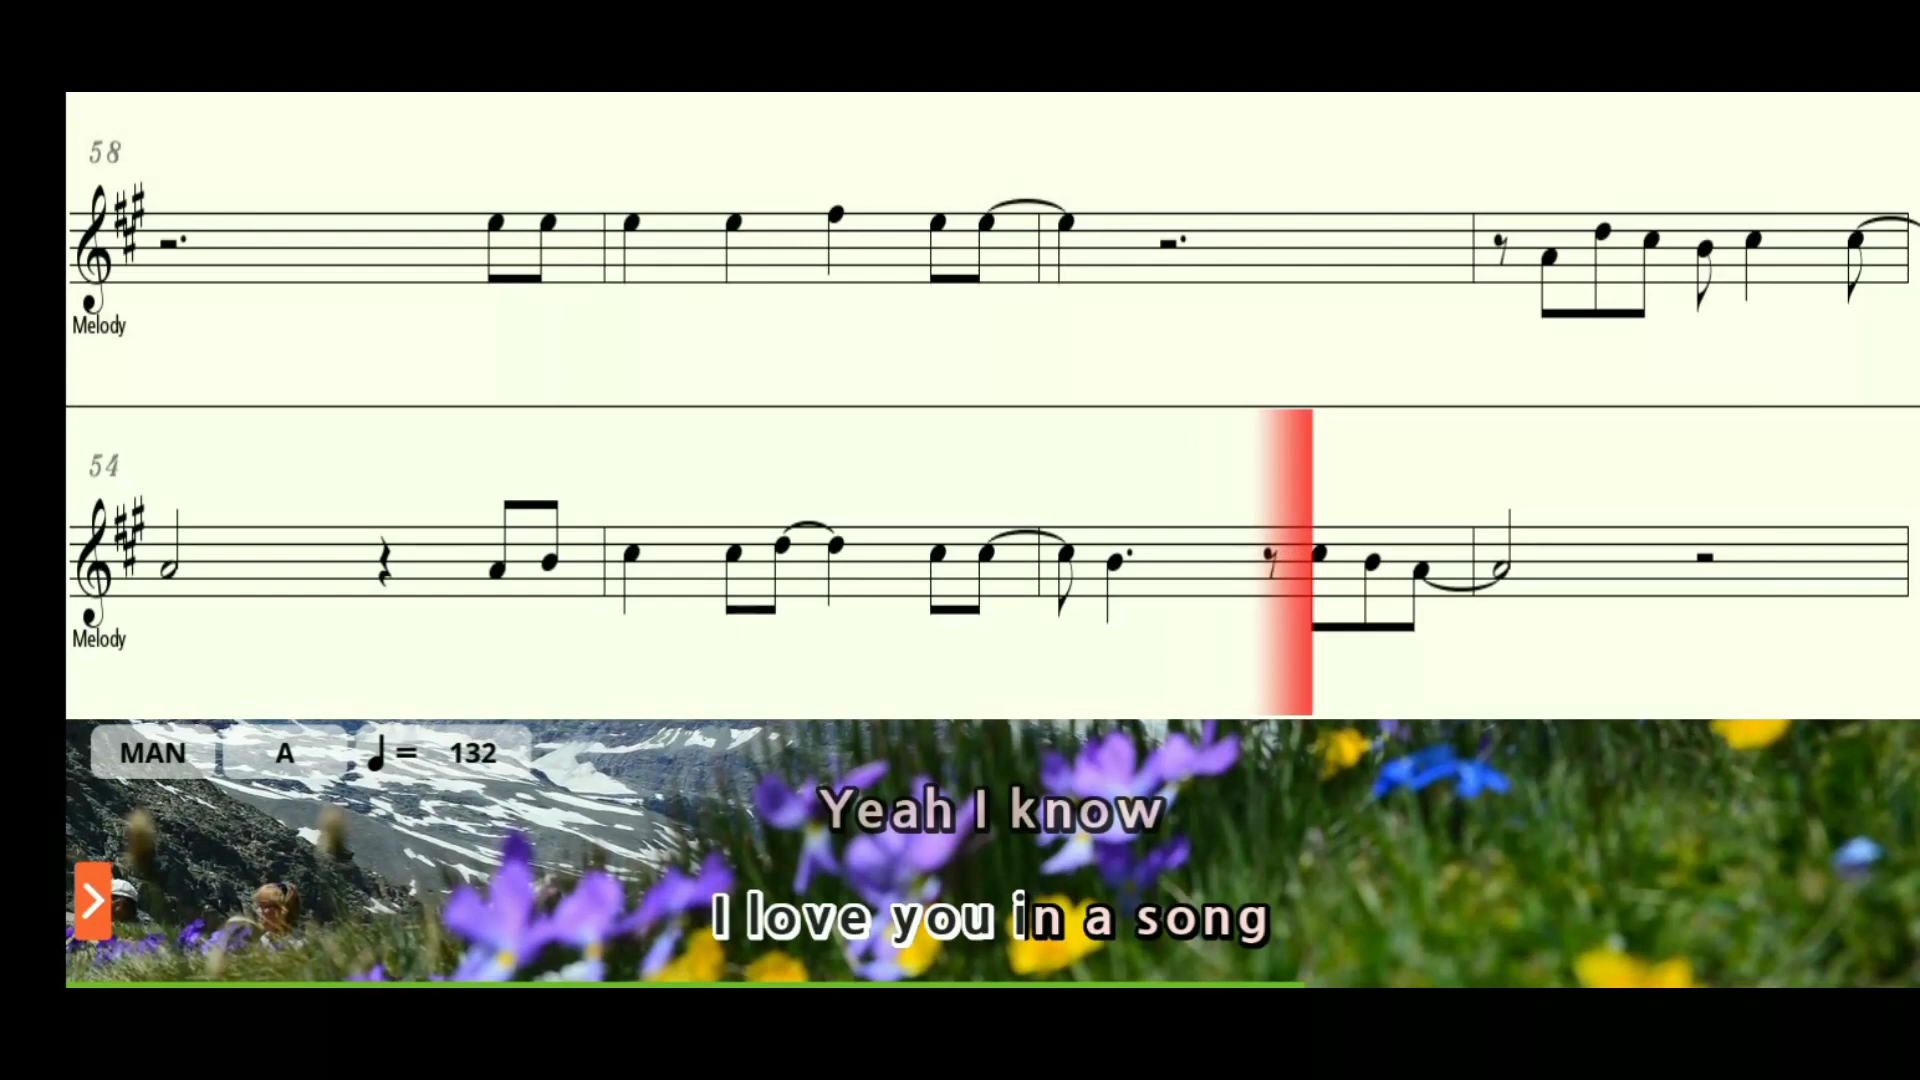 58
Melody
54
Melody
MAN A ♩= 132
Yeah I know
I love you in a song